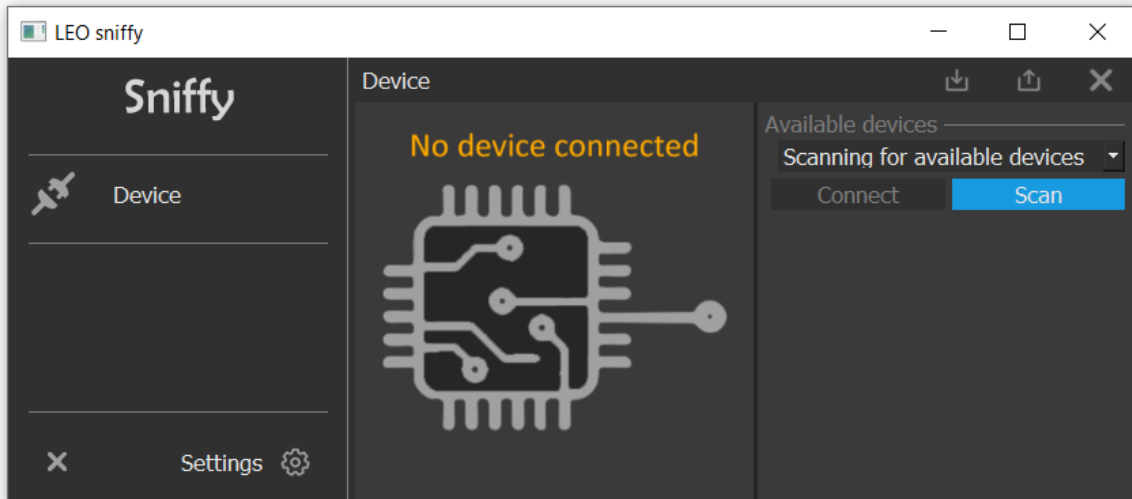 LEO sniffy
Sniffy
Device
Settings
Device
No device connected
Available devices
Scanning for available devices
Connect
Scan